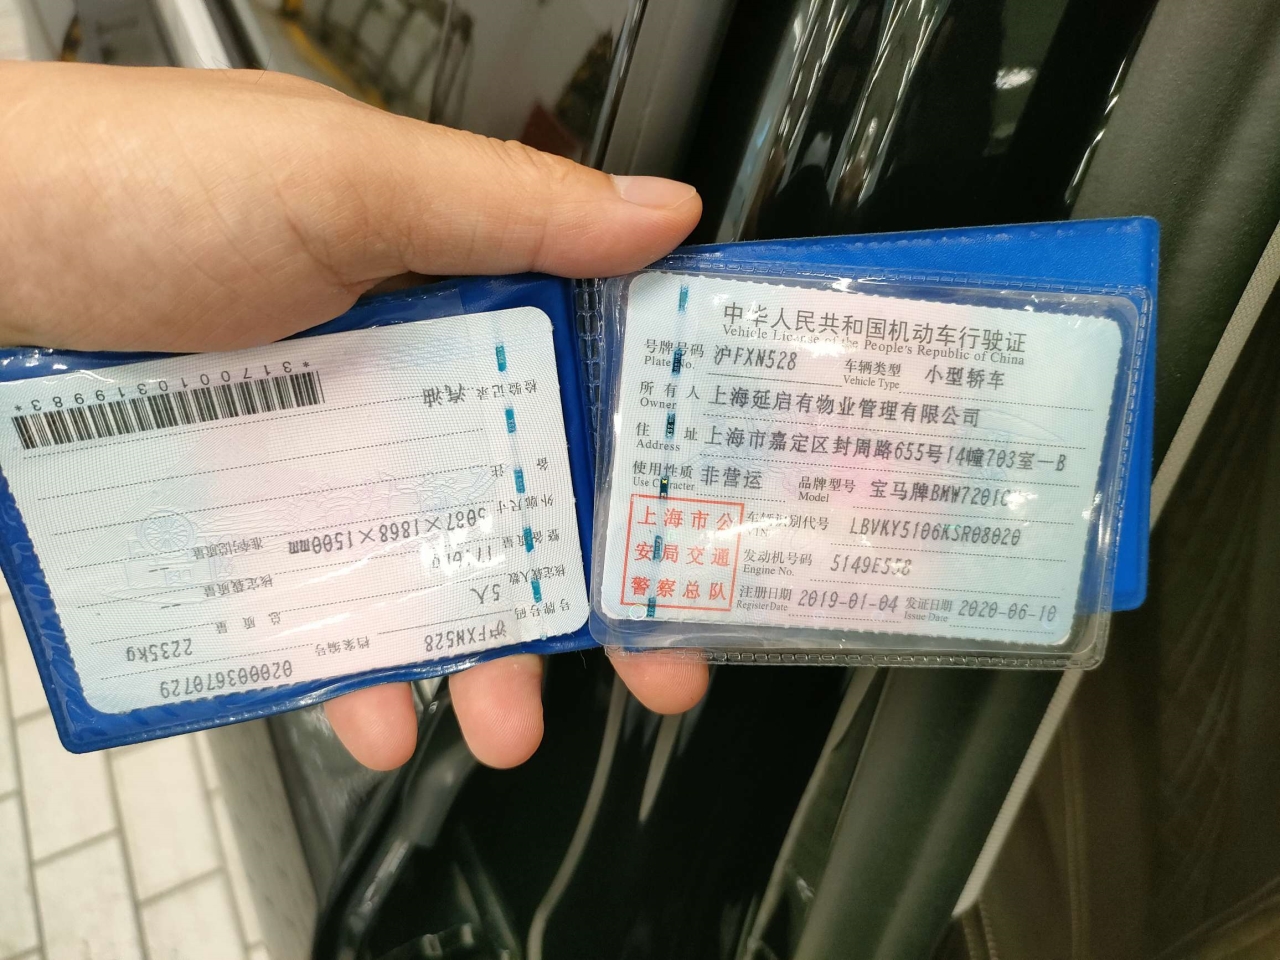 中华人民共和国机动车行驶证
Vehicle License of the People's Republic of China
号牌号码 沪FXN528 车辆类型 小型轿车
Plate No. Vehicle Type
所有人 上海延启有物业管理有限公司
Owner
住址 上海市嘉定区封周路655号14幢703室一B
Address
使用性质 非营运 品牌型号 宝马牌BMW7201
Use Character Model
上海市公
安局交通
警察总队
车辆识别代号 LBVKY5106KSR08020
VIN
发动机号码 5149E558
Engine No.
注册日期 2019-01-04 发证日期 2020-06-10
Register Date Issue Date
号牌号码 沪FXN528 档案编号 020003670729
核定载人数 5人 总质量 2235kg
整备质量 核定载质量 —
外廓尺寸 5087×1868×1500mm 准牵引总质量 —
备注
检验记录 汽油
*3170010319983*